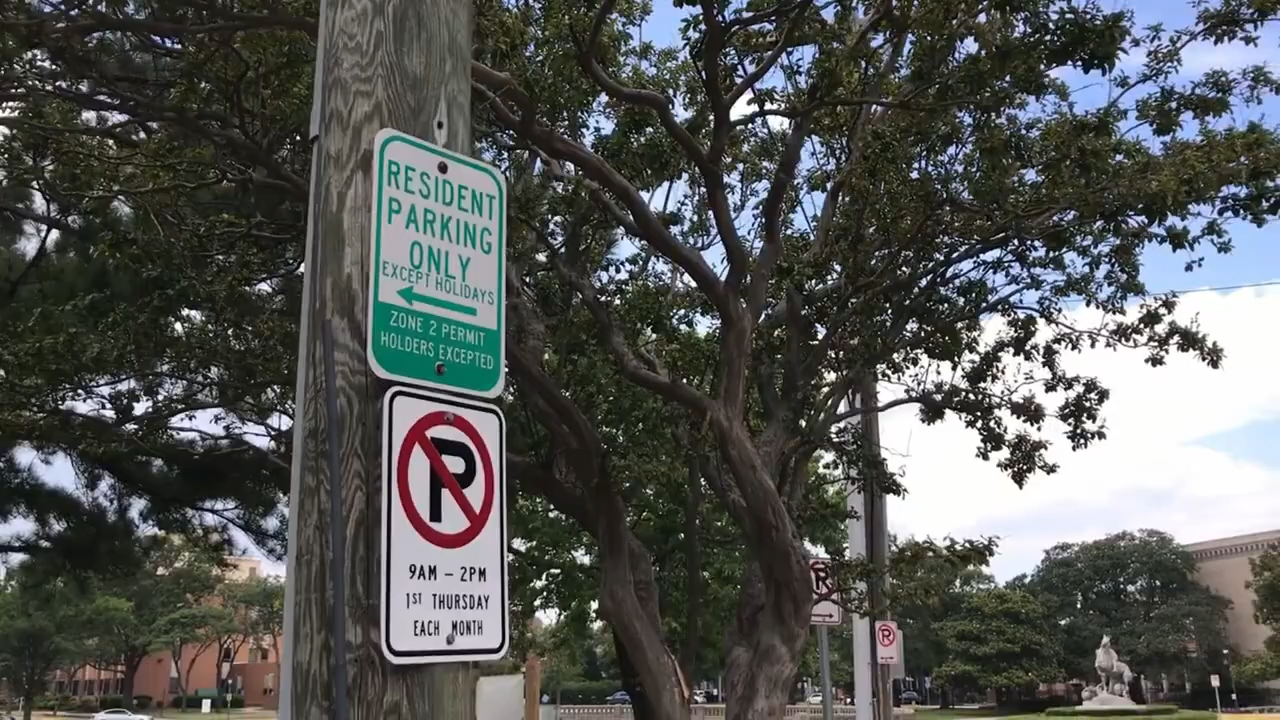 RESIDENT
PARKING
ONLY
EXCEPT HOLIDAYS
ZONE 2 PERMIT
HOLDERS EXCEPTED
P
9AM – 2PM
1ST THURSDAY
EACH MONTH
P
P